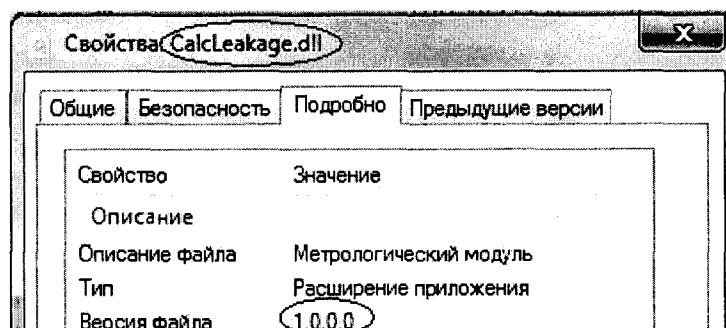 Свойства: CalcLeakage.dll
Общие Безопасность Подробно Предыдущие версии
Свойство Значение
Описание
Описание файла Метрологический модуль
Тип Расширение приложения
Версия файла 1.0.0.0